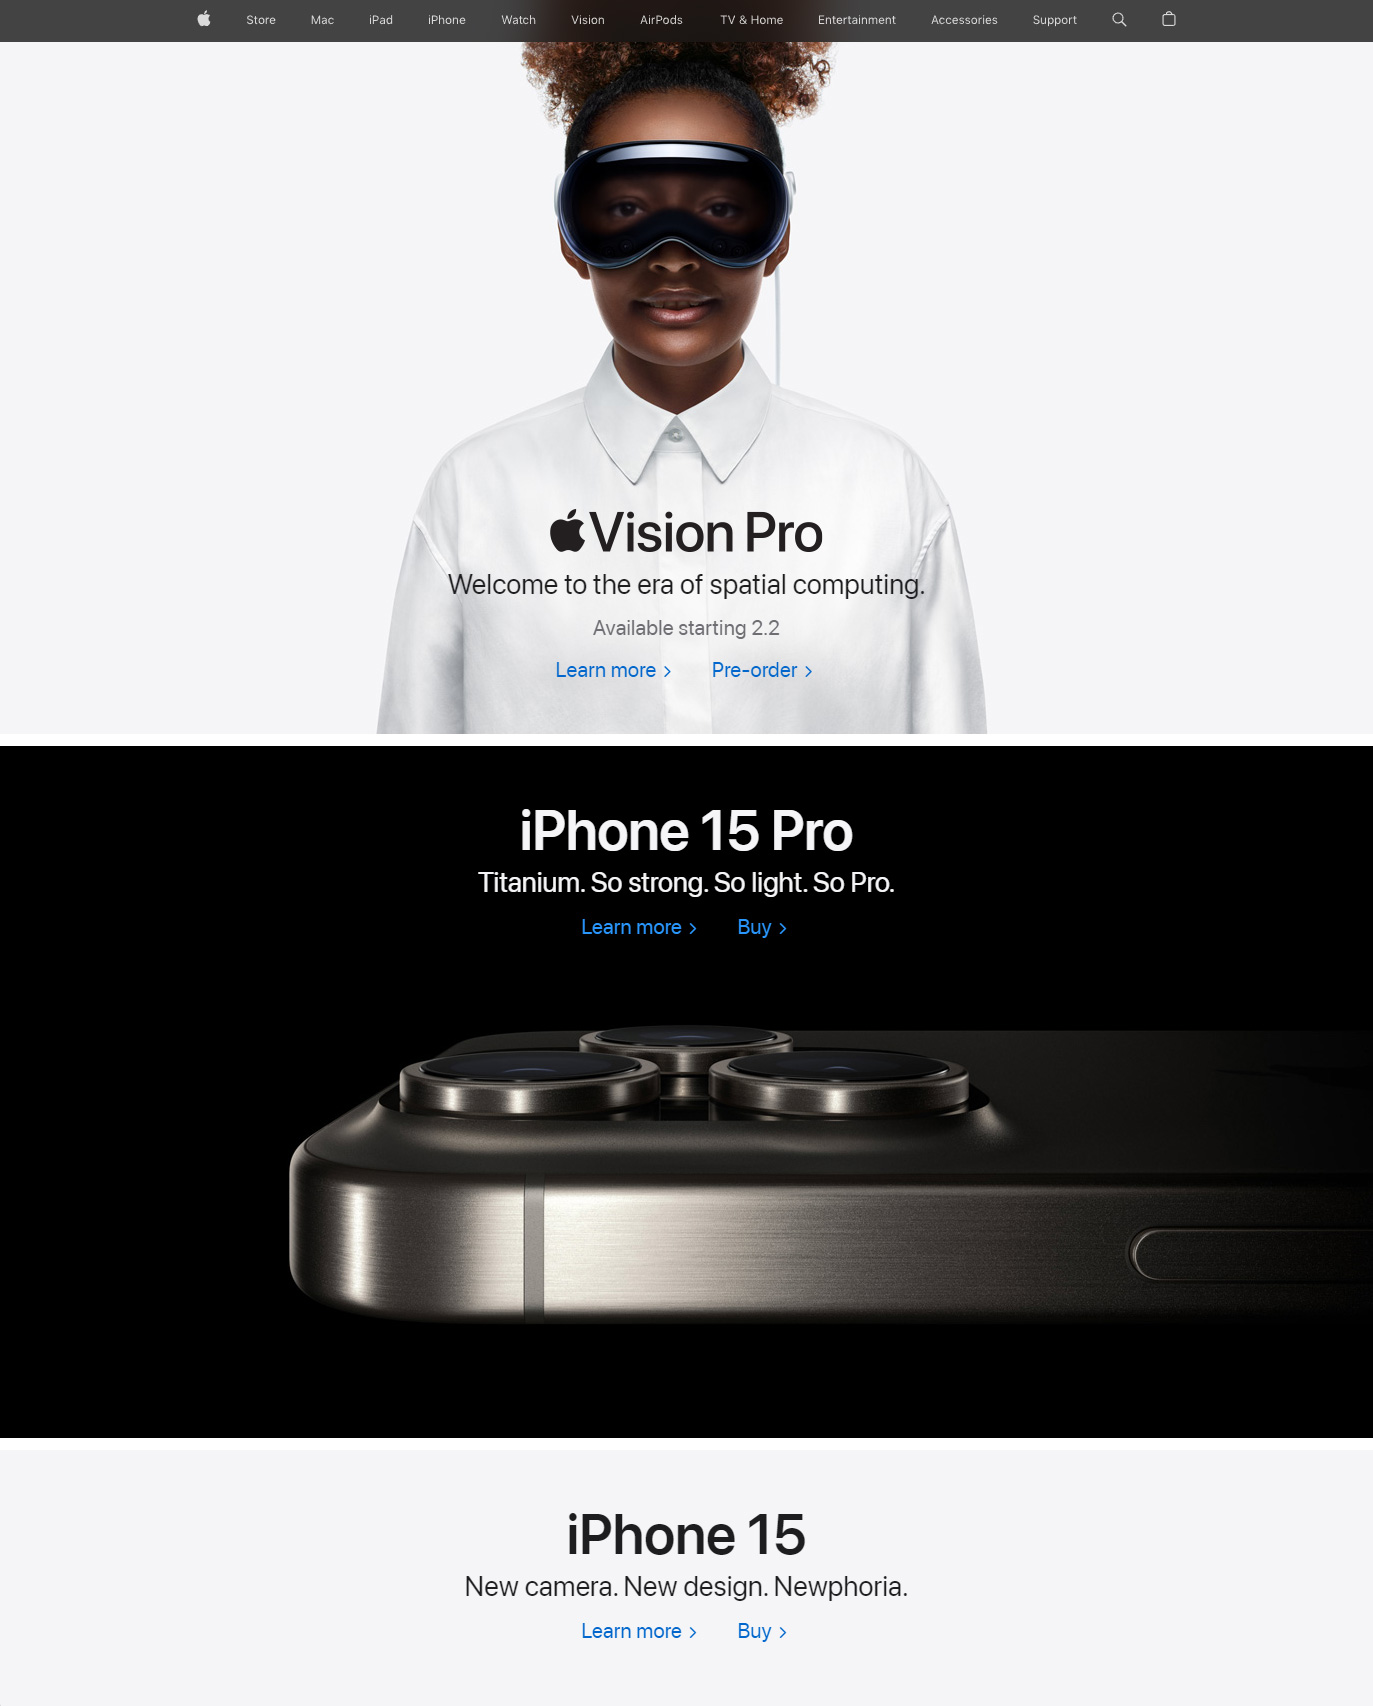 Store Mac iPad iPhone Watch Vision AirPods TV & Home Entertainment Accessories Support
Vision Pro
Welcome to the era of spatial computing.
Available starting 2.2
Learn more > Pre-order >
iPhone 15 Pro
Titanium. So strong. So light. So Pro.
Learn more > Buy >
iPhone 15
New camera. New design. Newphoria.
Learn more > Buy >